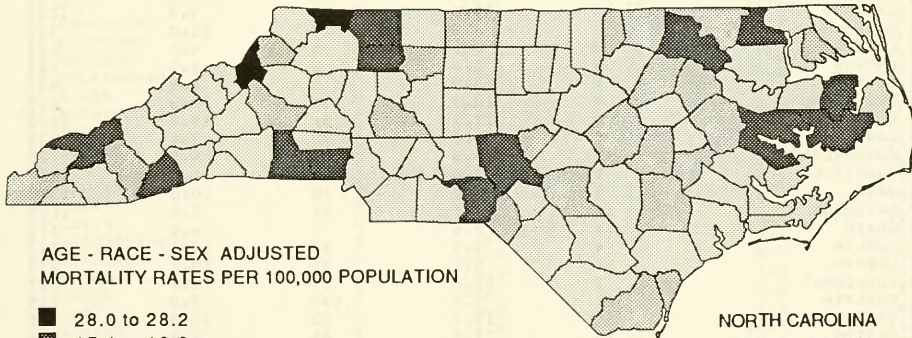 AGE - RACE - SEX ADJUSTED
MORTALITY RATES PER 100,000 POPULATION
28.0 to 28.2
NORTH CAROLINA